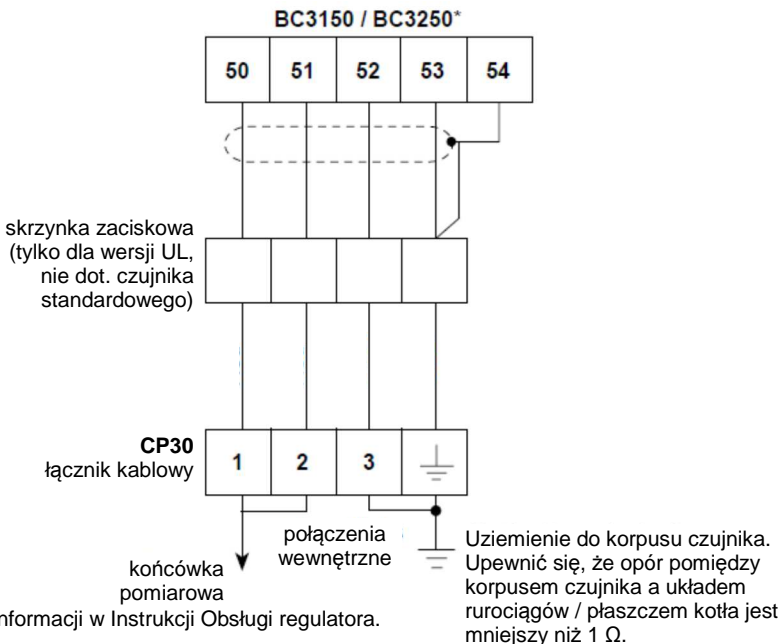 BC3150 / BC3250*
50 51 52 53 54
skrzynka zaciskowa
(tylko dla wersji UL,
nie dot. czujnika
standardowego)
CP30
łącznik kablowy
1 2 3
połączenia
wewnętrzne
końcówka
pomiarowa
Uziemienie do korpusu czujnika.
Upewnić się, że opór pomiędzy
korpusem czujnika a układem
rurociągów / płaszczem kotła jest
mniejszy niż 1 Ω.
nformacji w Instrukcji Obsługi regulatora.